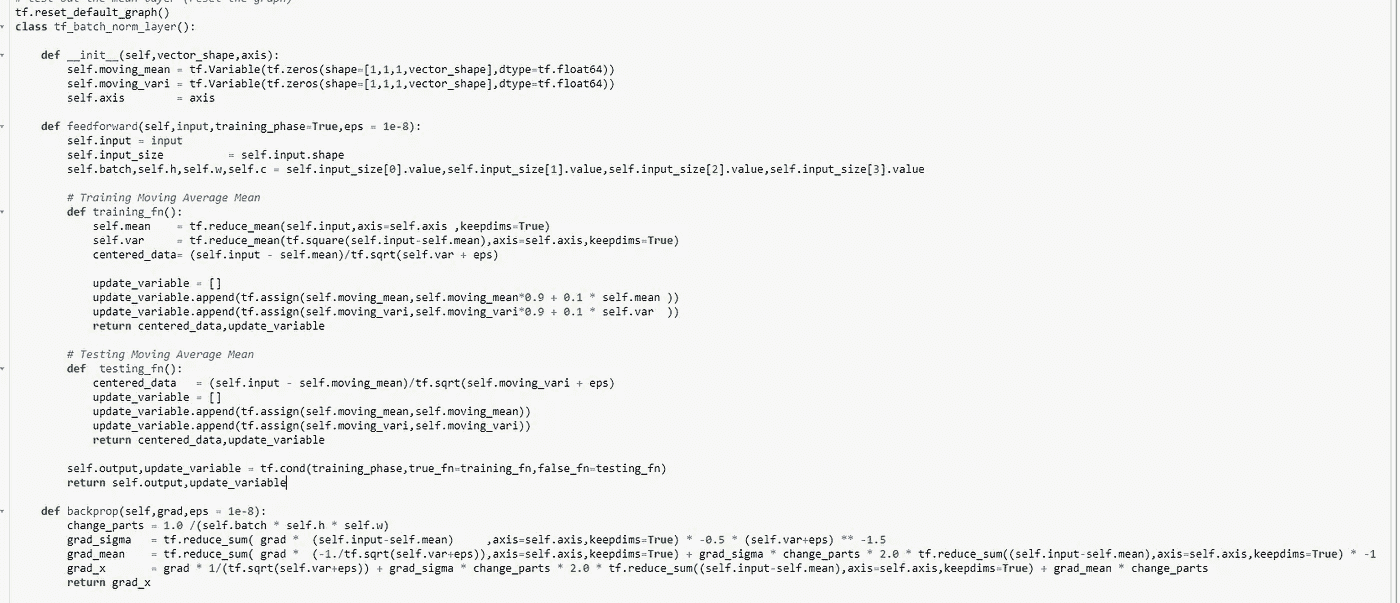 # test out the mean layer (reset the graph)
tf.reset_default_graph()
class tf_batch_norm_layer():

    def __init__(self,vector_shape,axis):
        self.moving_mean = tf.Variable(tf.zeros(shape=[1,1,1,vector_shape],dtype=tf.float64))
        self.moving_vari = tf.Variable(tf.zeros(shape=[1,1,1,vector_shape],dtype=tf.float64))
        self.axis        = axis

    def feedforward(self,input,training_phase=True,eps = 1e-8):
        self.input = input
        self.input_size          = self.input.shape
        self.batch,self.h,self.w,self.c = self.input_size[0].value,self.input_size[1].value,self.input_size[2].value,self.input_size[3].value

        # Training Moving Average Mean
        def training_fn():
            self.mean    = tf.reduce_mean(self.input,axis=self.axis ,keepdims=True)
            self.var     = tf.reduce_mean(tf.square(self.input-self.mean),axis=self.axis,keepdims=True)
            centered_data= (self.input - self.mean)/tf.sqrt(self.var + eps)

            update_variable = []
            update_variable.append(tf.assign(self.moving_mean,self.moving_mean*0.9 + 0.1 * self.mean ))
            update_variable.append(tf.assign(self.moving_vari,self.moving_vari*0.9 + 0.1 * self.var  ))
            return centered_data,update_variable

        # Testing Moving Average Mean
        def  testing_fn():
            centered_data   = (self.input - self.moving_mean)/tf.sqrt(self.moving_vari + eps)
            update_variable = []
            update_variable.append(tf.assign(self.moving_mean,self.moving_mean))
            update_variable.append(tf.assign(self.moving_vari,self.moving_vari))
            return centered_data,update_variable

        self.output,update_variable = tf.cond(training_phase,true_fn=training_fn,false_fn=testing_fn)
        return self.output,update_variable

    def backprop(self,grad,eps = 1e-8):
        change_parts = 1.0 /(self.batch * self.h * self.w)
        grad_sigma   = tf.reduce_sum( grad *  (self.input-self.mean)     ,axis=self.axis,keepdims=True) * -0.5 * (self.var+eps) ** -1.5
        grad_mean    = tf.reduce_sum( grad *  (-1./tf.sqrt(self.var+eps)),axis=self.axis,keepdims=True) + grad_sigma * change_parts * 2.0 * tf.reduce_sum((self.input-self.mean),axis=self.axis,keepdims=True) * -1
        grad_x       = grad * 1/(tf.sqrt(self.var+eps)) + grad_sigma * change_parts * 2.0 * tf.reduce_sum((self.input-self.mean),axis=self.axis,keepdims=True) + grad_mean * change_parts
        return grad_x